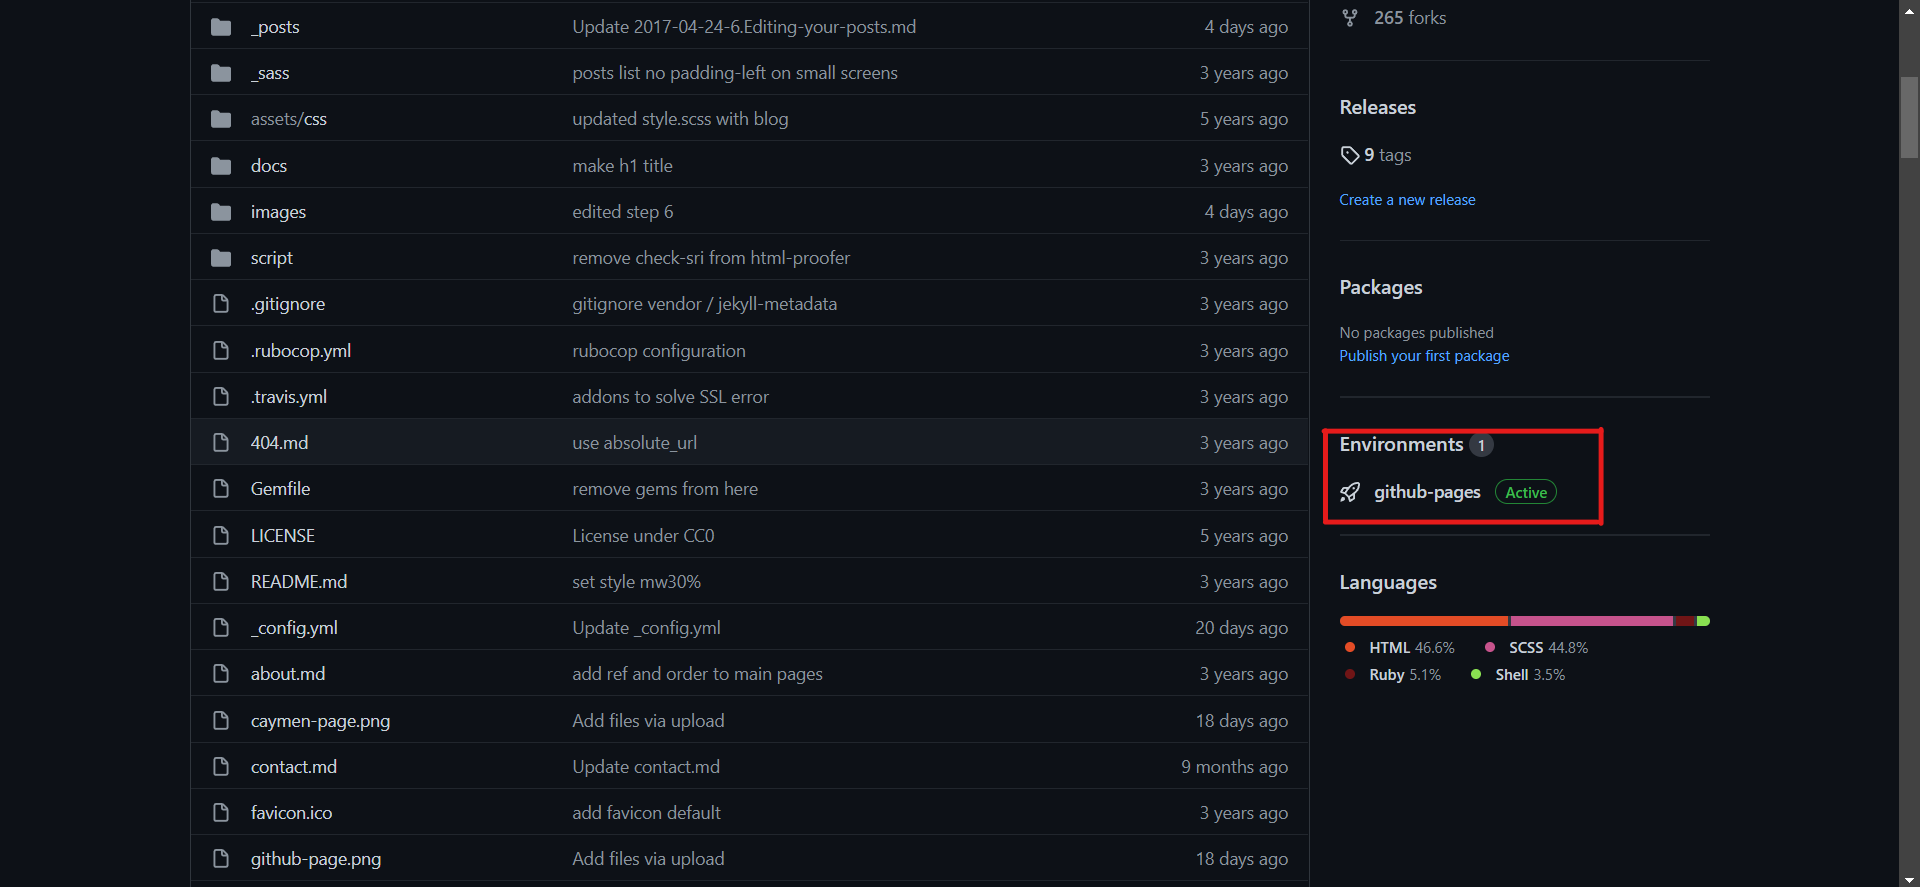 _posts Update 2017-04-24-6.Editing-your-posts.md 4 days ago
_sass posts list no padding-left on small screens 3 years ago
assets/css updated style.scss with blog 5 years ago
docs make h1 title 3 years ago
images edited step 6 4 days ago
script remove check-sri from html-proofer 3 years ago
.gitignore gitignore vendor / jekyll-metadata 3 years ago
.rubocop.yml rubocop configuration 3 years ago
.travis.yml addons to solve SSL error 3 years ago
404.md use absolute_url 3 years ago
Gemfile remove gems from here 3 years ago
LICENSE License under CC0 5 years ago
README.md set style mw30% 3 years ago
_config.yml Update _config.yml 20 days ago
about.md add ref and order to main pages 3 years ago
caymen-page.png Add files via upload 18 days ago
contact.md Update contact.md 9 months ago
favicon.ico add favicon default 3 years ago
github-page.png Add files via upload 18 days ago
265 forks
Releases
9 tags
Create a new release
Packages
No packages published
Publish your first package
Environments 1
github-pages Active
Languages
HTML 46.6% SCSS 44.8%
Ruby 5.1% Shell 3.5%